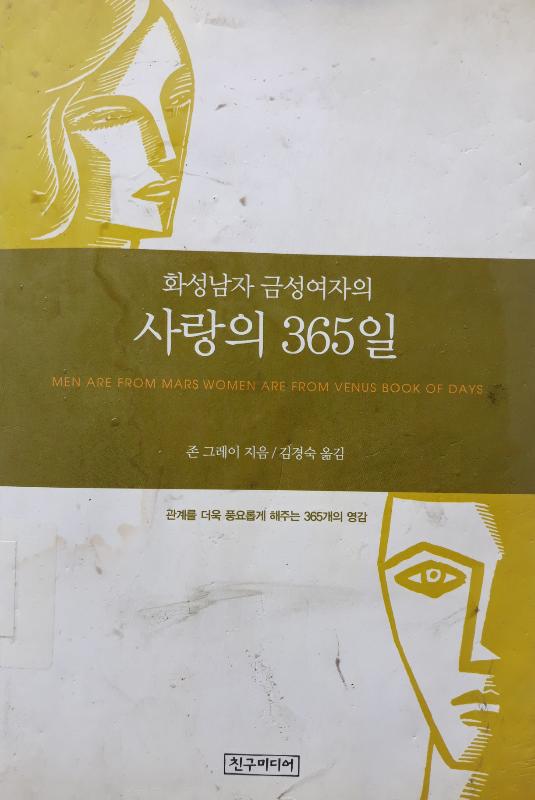 화성남자 금성여자의
사랑의 365일
MEN ARE FROM MARS WOMEN ARE FROM VENUS BOOK OF DAYS
존 그레이 지음/김경숙 옮김
관계를 더욱 풍요롭게 해주는 365개의 영감
친구미디어